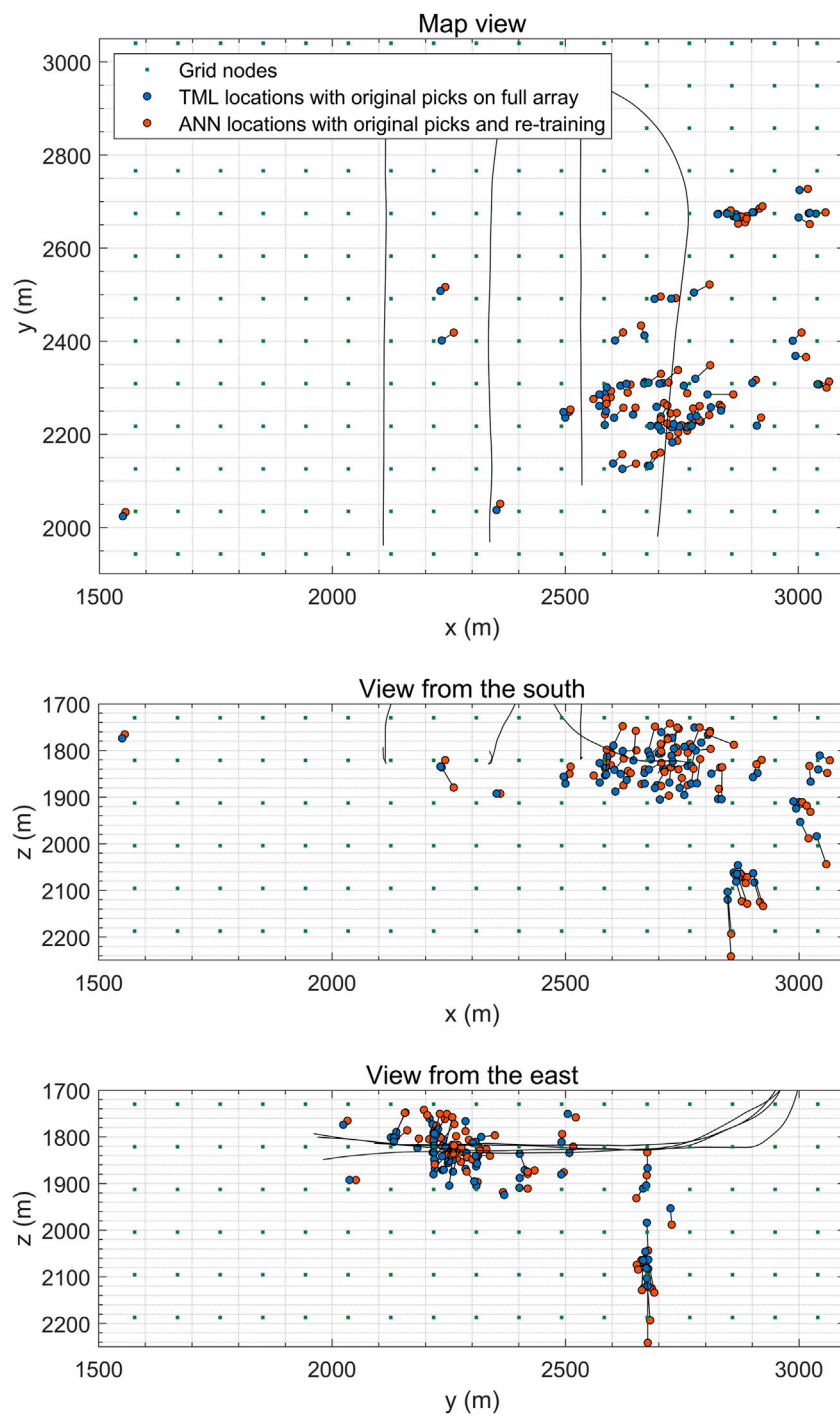 Map view
3000
2800
2600
2400
2200
2000
y (m)
Grid nodes
TML locations with original picks on full array
ANN locations with original picks and re-training
1500 2000 2500 3000
x (m)
View from the south
1700
1800
1900
2000
2100
2200
z (m)
1500 2000 2500 3000
x (m)
View from the east
1700
1800
1900
2000
2100
2200
z (m)
1500 2000 2500 3000
y (m)